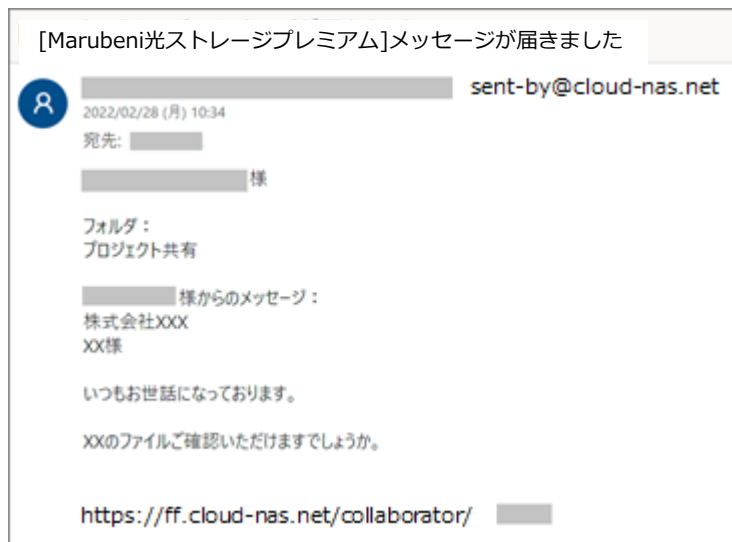 [Marubeni光ストレージプレミアム]メッセージが届きました
sent-by@cloud-nas.net
2022/02/28 (月) 10:34
宛先:
様
フォルダ：
プロジェクト共有
様からのメッセージ：
株式会社XXX
XX様
いつもお世話になっております。
XXのファイルご確認いただけますでしょうか。
https://ff.cloud-nas.net/collaborator/